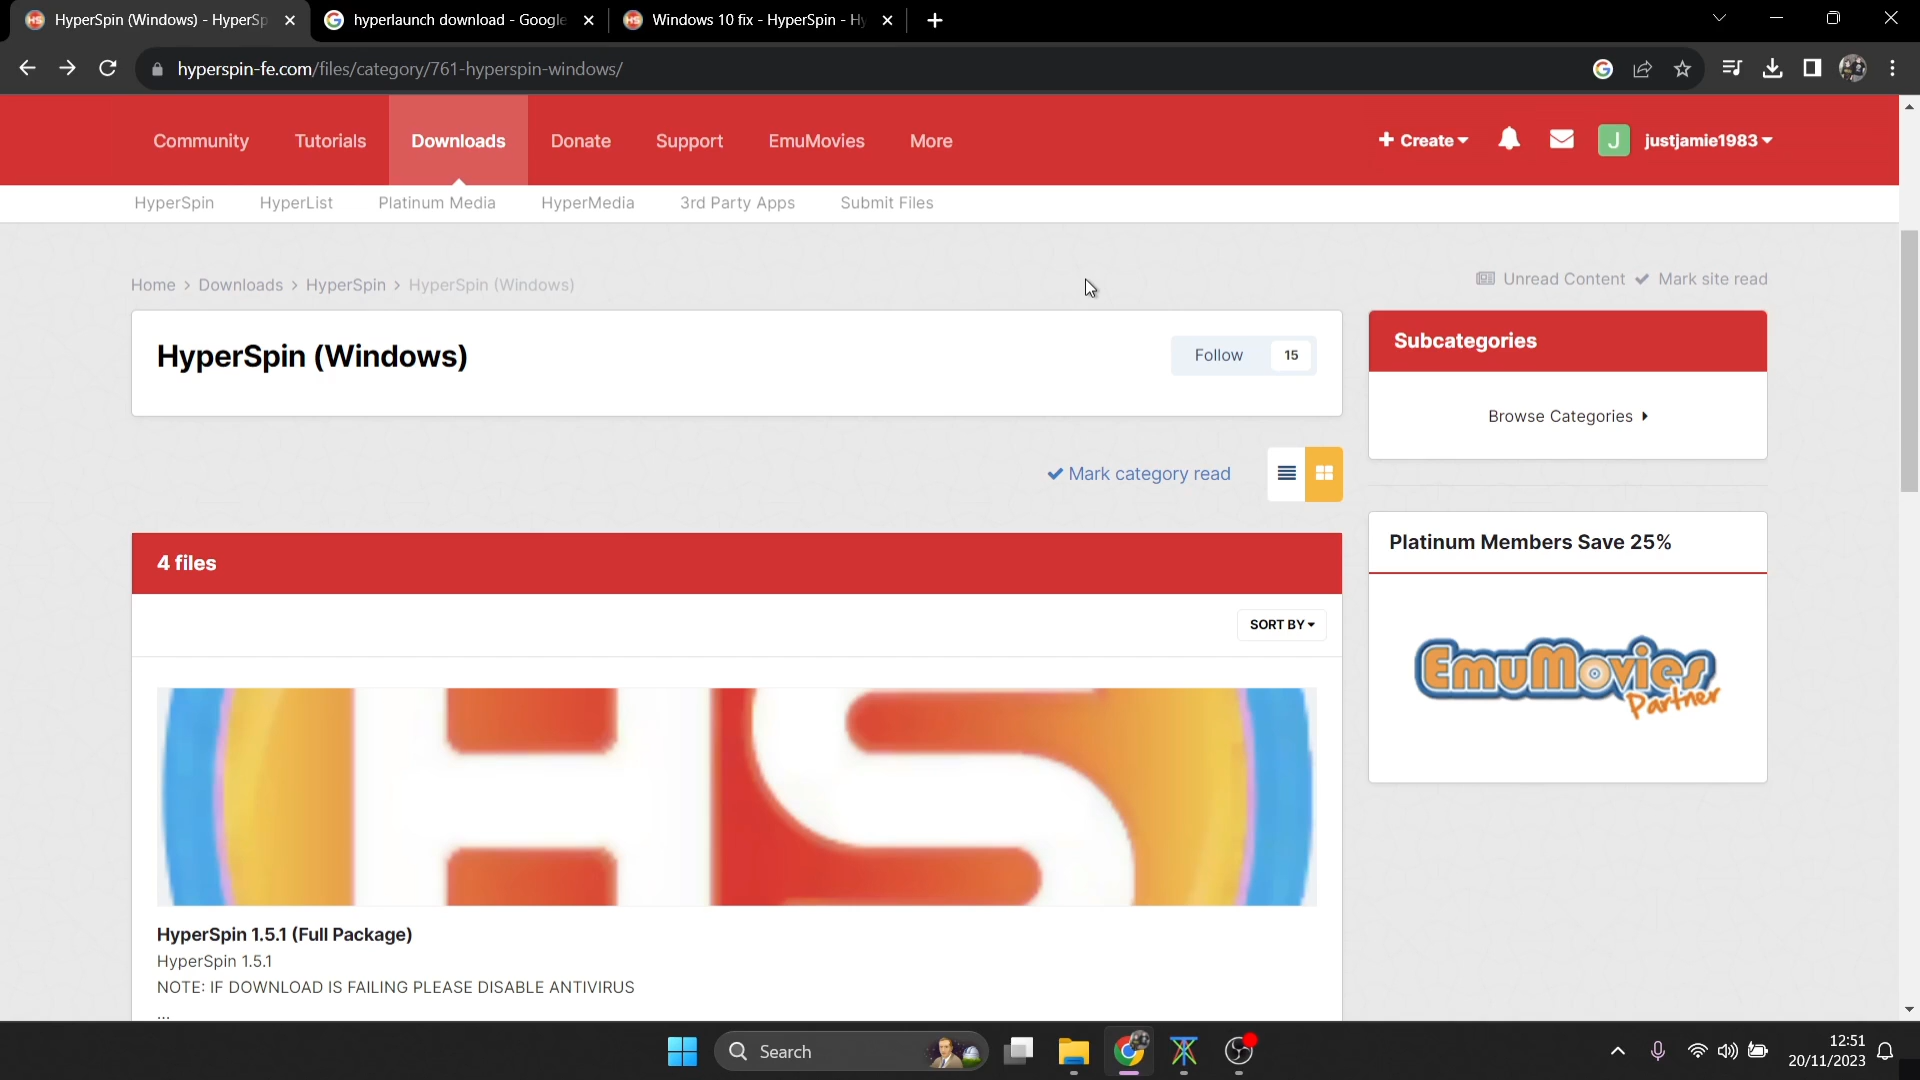 HyperSpin (Windows) - HyperSp
hyperlaunch download - Google
Windows 10 fix - HyperSpin - Hy
hyperspin-fe.com/files/category/761-hyperspin-windows/
Community Tutorials Downloads Donate Support EmuMovies More
+ Create J justjamie1983
HyperSpin HyperList Platinum Media HyperMedia 3rd Party Apps Submit Files
Home > Downloads > HyperSpin > HyperSpin (Windows)
Unread Content Mark site read
HyperSpin (Windows)
Follow 15
Subcategories
Browse Categories
Mark category read
4 files
SORT BY
Platinum Members Save 25%
EmuMovies
Partner
HS
HyperSpin 1.5.1 (Full Package)
HyperSpin 1.5.1
NOTE: IF DOWNLOAD IS FAILING PLEASE DISABLE ANTIVIRUS
...
Search
12:51
20/11/2023